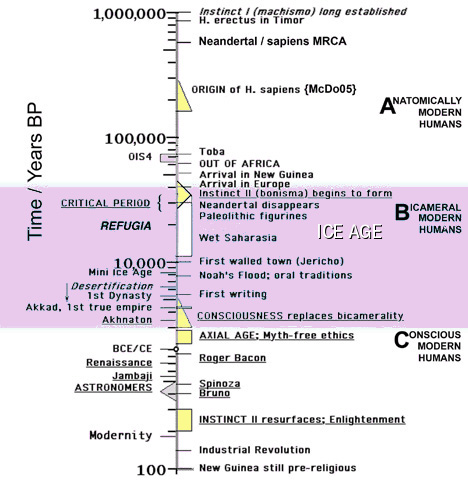 1,000,000
Instinct I (machismo) long established
H. erectus in Timor
Neandertal / sapiens MRCA
ORIGIN of H. sapiens {McDo05}
ANATOMICALLY
MODERN
HUMANS
Time / Years BP
100,000
Toba
OIS4
OUT OF AFRICA
Arrival in New Guinea
Arrival in Europe
Instinct II (bonisma) begins to form
CRITICAL PERIOD {
Neandertal disappears
Paleolithic figurines
BICAMERAL
MODERN
HUMANS
REFUGIA
Wet Saharasia
ICE AGE
10,000
First walled town (Jericho)
Mini Ice Age
Noah's Flood; oral traditions
Desertification
1st Dynasty
First writing
Akkad, 1st true empire
Akhnaton
CONSCIOUSNESS replaces bicamerality
AXIAL AGE; Myth-free ethics
CONSCIOUS
MODERN
HUMANS
BCE/CE
Roger Bacon
Renaissance
Jambaji
ASTRONOMERS
Spinoza
Bruno
INSTINCT II resurfaces; Enlightenment
Modernity
Industrial Revolution
100
New Guinea still pre-religious